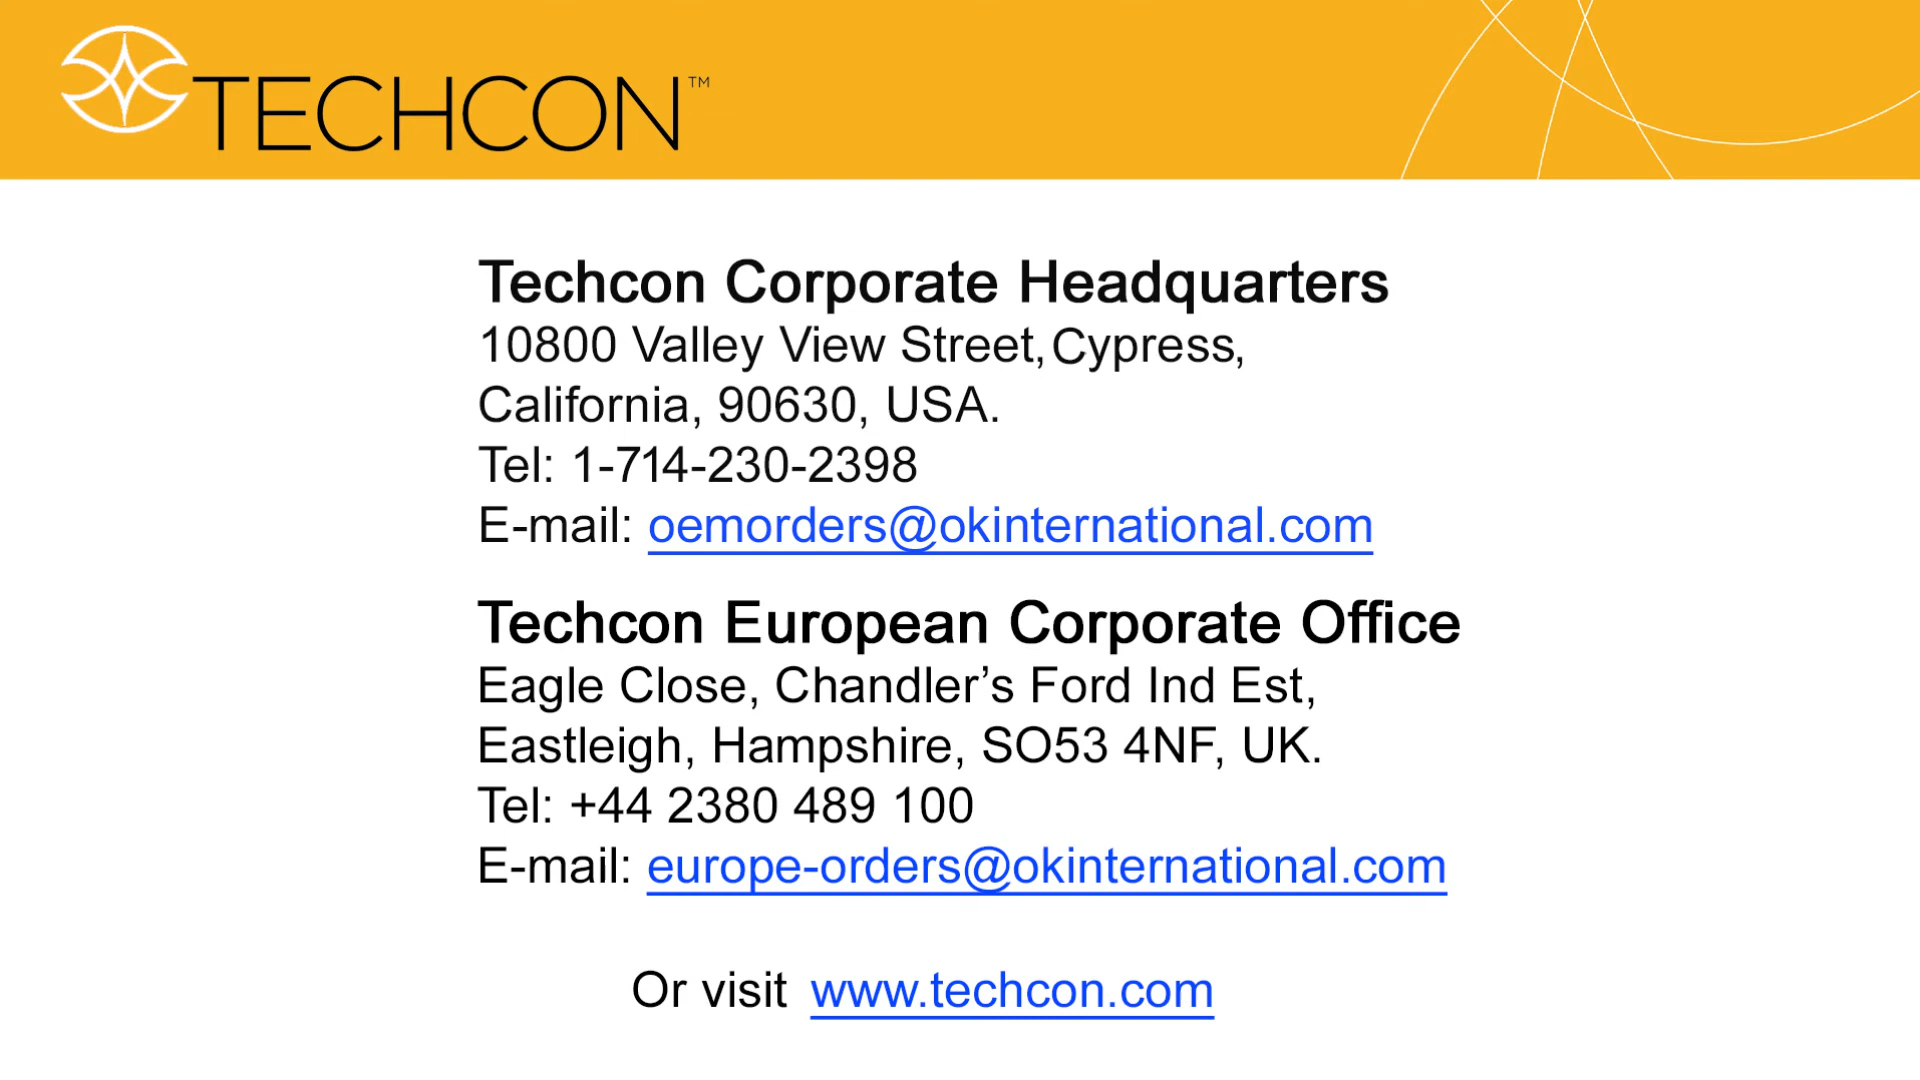 TECHCON™
Techcon Corporate Headquarters
10800 Valley View Street, Cypress,
California, 90630, USA.
Tel: 1-714-230-2398
E-mail: oemorders@okinternational.com
Techcon European Corporate Office
Eagle Close, Chandler’s Ford Ind Est,
Eastleigh, Hampshire, SO53 4NF, UK.
Tel: +44 2380 489 100
E-mail: europe-orders@okinternational.com
Or visit www.techcon.com